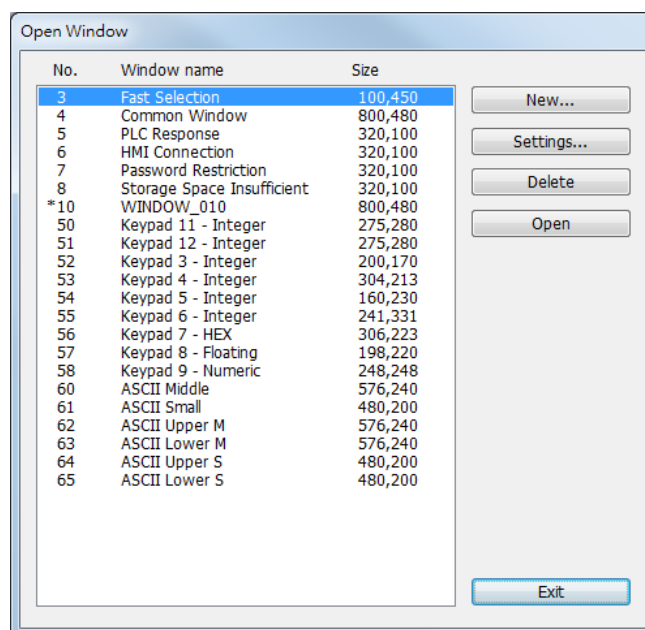 Open Window
No. Window name Size
3 Fast Selection 100,450
4 Common Window 800,480
5 PLC Response 320,100
6 HMI Connection 320,100
7 Password Restriction 320,100
8 Storage Space Insufficient 320,100
*10 WINDOW_010 800,480
50 Keypad 11 - Integer 275,280
51 Keypad 12 - Integer 275,280
52 Keypad 3 - Integer 200,170
53 Keypad 4 - Integer 304,213
54 Keypad 5 - Integer 160,230
55 Keypad 6 - Integer 241,331
56 Keypad 7 - HEX 306,223
57 Keypad 8 - Floating 198,220
58 Keypad 9 - Numeric 248,248
60 ASCII Middle 576,240
61 ASCII Small 480,200
62 ASCII Upper M 576,240
63 ASCII Lower M 576,240
64 ASCII Upper S 480,200
65 ASCII Lower S 480,200
New...
Settings...
Delete
Open
Exit